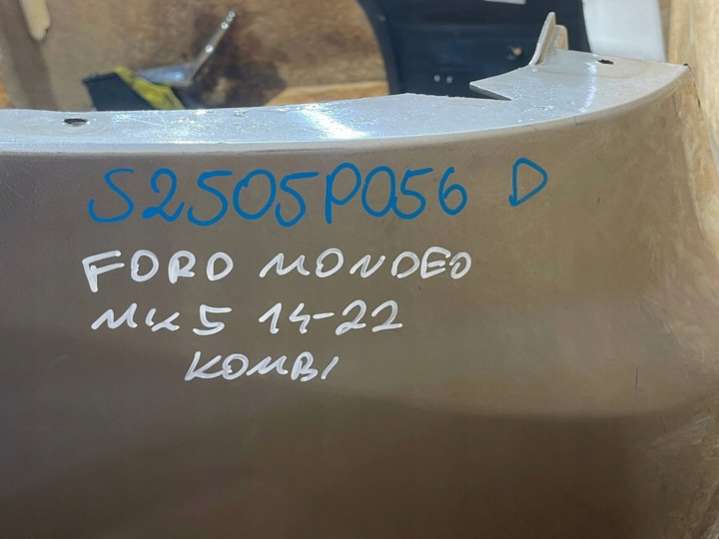 S2505P056 D
FORD MONDEO
MK5 14-22
KOMBI